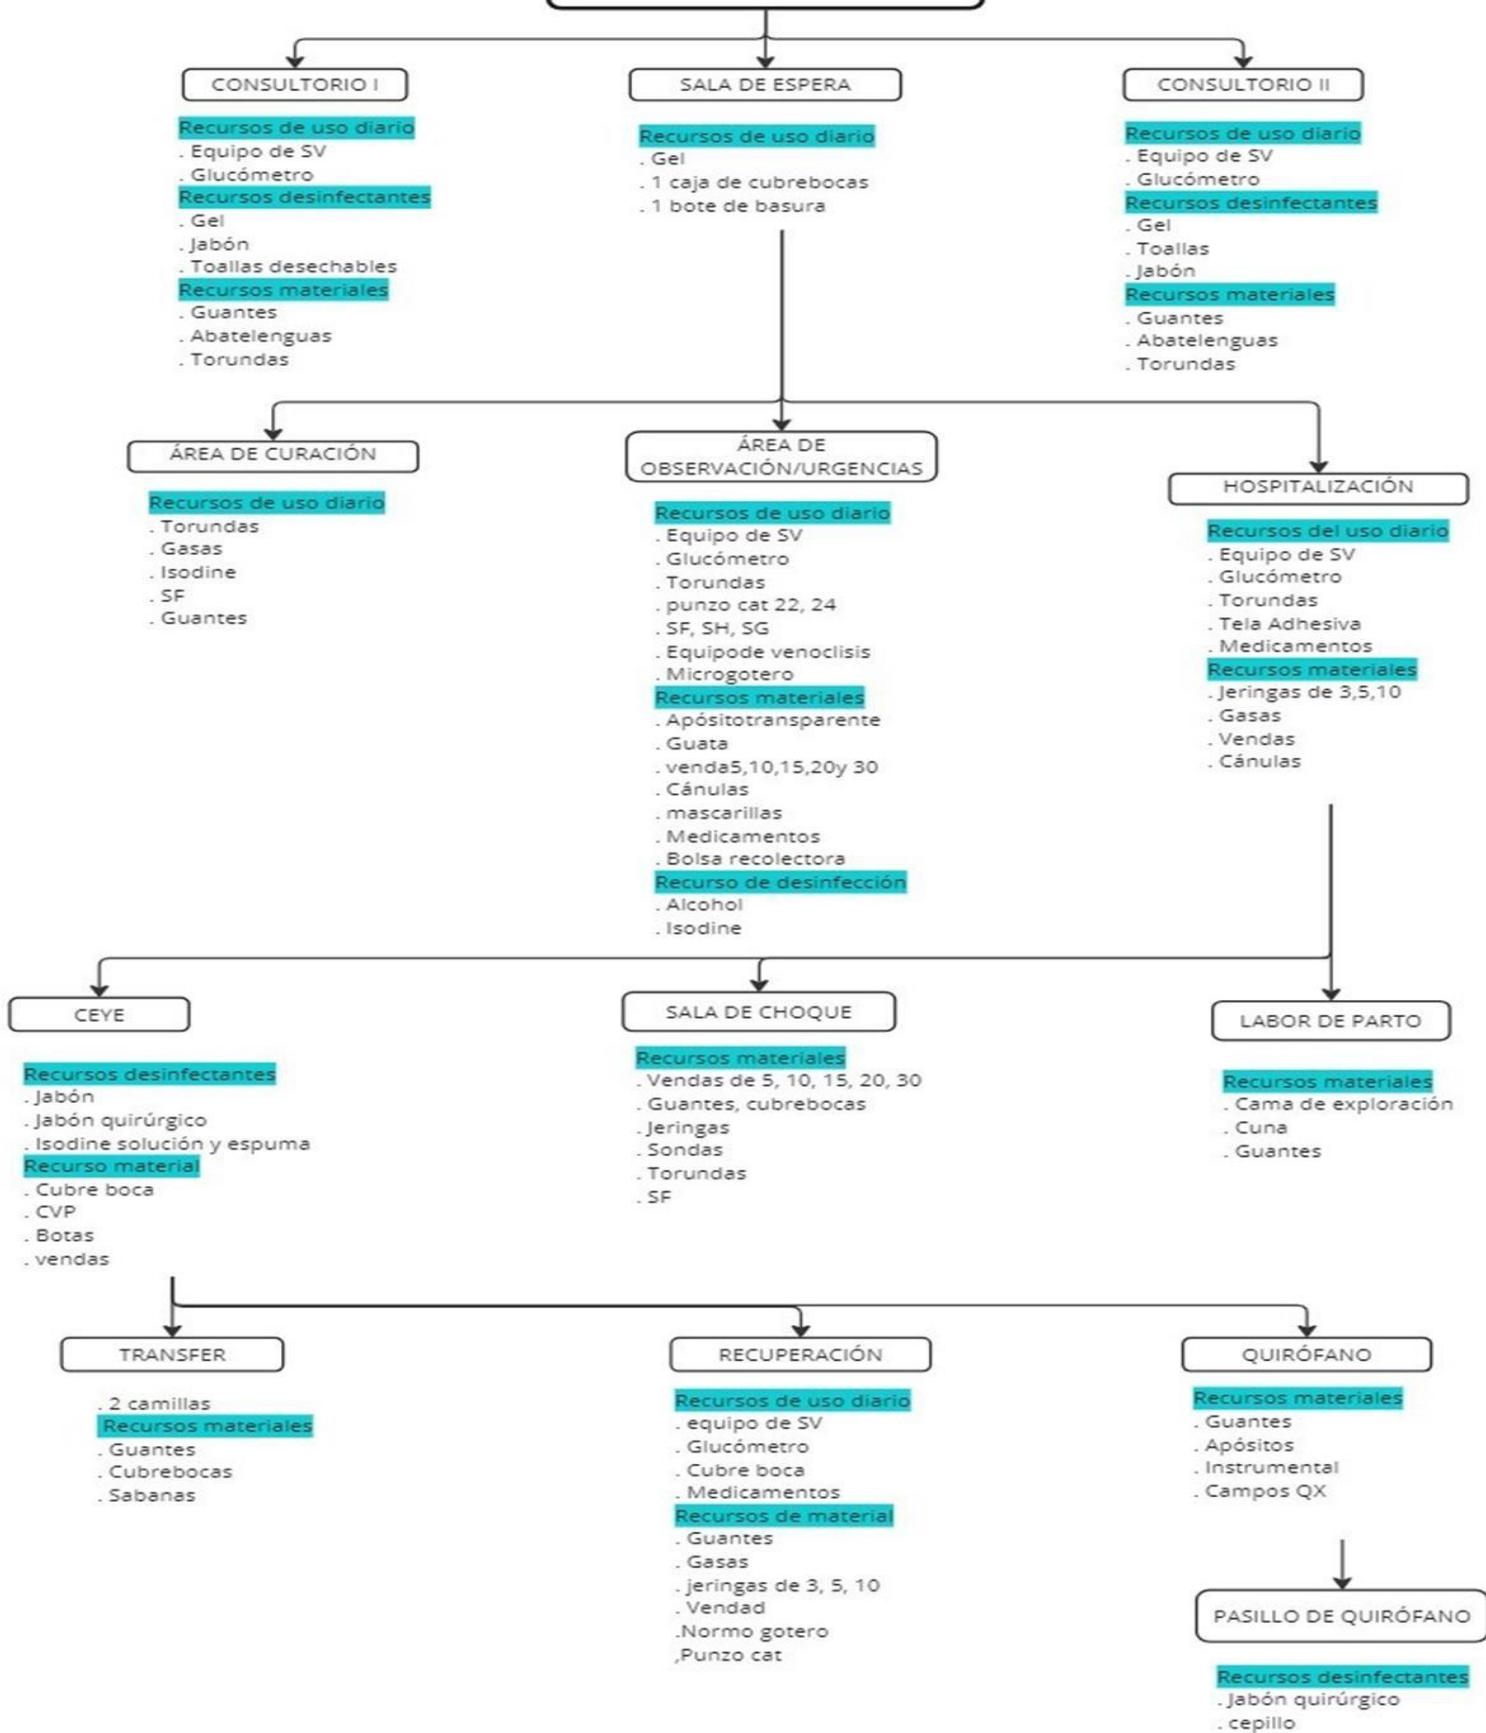 CONSULTORIO I
Recursos de uso diario
. Equipo de SV
. Glucómetro
Recursos desinfectantes
. Gel
. Jabón
. Toallas desechables
Recursos materiales
. Guantes
. Abatelenguas
. Torundas
SALA DE ESPERA
Recursos de uso diario
. Gel
. 1 caja de cubrebocas
. 1 bote de basura
CONSULTORIO II
Recursos de uso diario
. Equipo de SV
. Glucómetro
Recursos desinfectantes
. Gel
. Toallas
. Jabón
Recursos materiales
. Guantes
. Abatelenguas
. Torundas
ÁREA DE CURACIÓN
Recursos de uso diario
. Torundas
. Gasas
. Isodine
. SF
. Guantes
ÁREA DE
OBSERVACIÓN/URGENCIAS
Recursos de uso diario
. Equipo de SV
. Glucómetro
. Torundas
. punzo cat 22, 24
. SF, SH, SG
. Equipode venoclisis
. Microgotero
Recursos materiales
. Apósitotransparente
. Guata
. venda5,10,15,20y 30
. Cánulas
. mascarillas
. Medicamentos
. Bolsa recolectora
Recurso de desinfección
. Alcohol
. Isodine
HOSPITALIZACIÓN
Recursos del uso diario
. Equipo de SV
. Glucómetro
. Torundas
. Tela Adhesiva
. Medicamentos
Recursos materiales
. Jeringas de 3,5,10
. Gasas
. Vendas
. Cánulas
CEYE
Recursos desinfectantes
. Jabón
. Jabón quirúrgico
. Isodine solución y espuma
Recurso material
. Cubre boca
. CVP
. Botas
. vendas
SALA DE CHOQUE
Recursos materiales
. Vendas de 5, 10, 15, 20, 30
. Guantes, cubrebocas
. Jeringas
. Sondas
. Torundas
. SF
LABOR DE PARTO
Recursos materiales
. Cama de exploración
. Cuna
. Guantes
TRANSFER
. 2 camillas
Recursos materiales
. Guantes
. Cubrebocas
. Sabanas
RECUPERACIÓN
Recursos de uso diario
. equipo de SV
. Glucómetro
. Cubre boca
. Medicamentos
Recursos de material
. Guantes
. Gasas
. jeringas de 3, 5, 10
. Vendad
.Normo gotero
,Punzo cat
QUIRÓFANO
Recursos materiales
. Guantes
. Apósitos
. Instrumental
. Campos QX
PASILLO DE QUIRÓFANO
Recursos desinfectantes
. Jabón quirúrgico
. cepillo